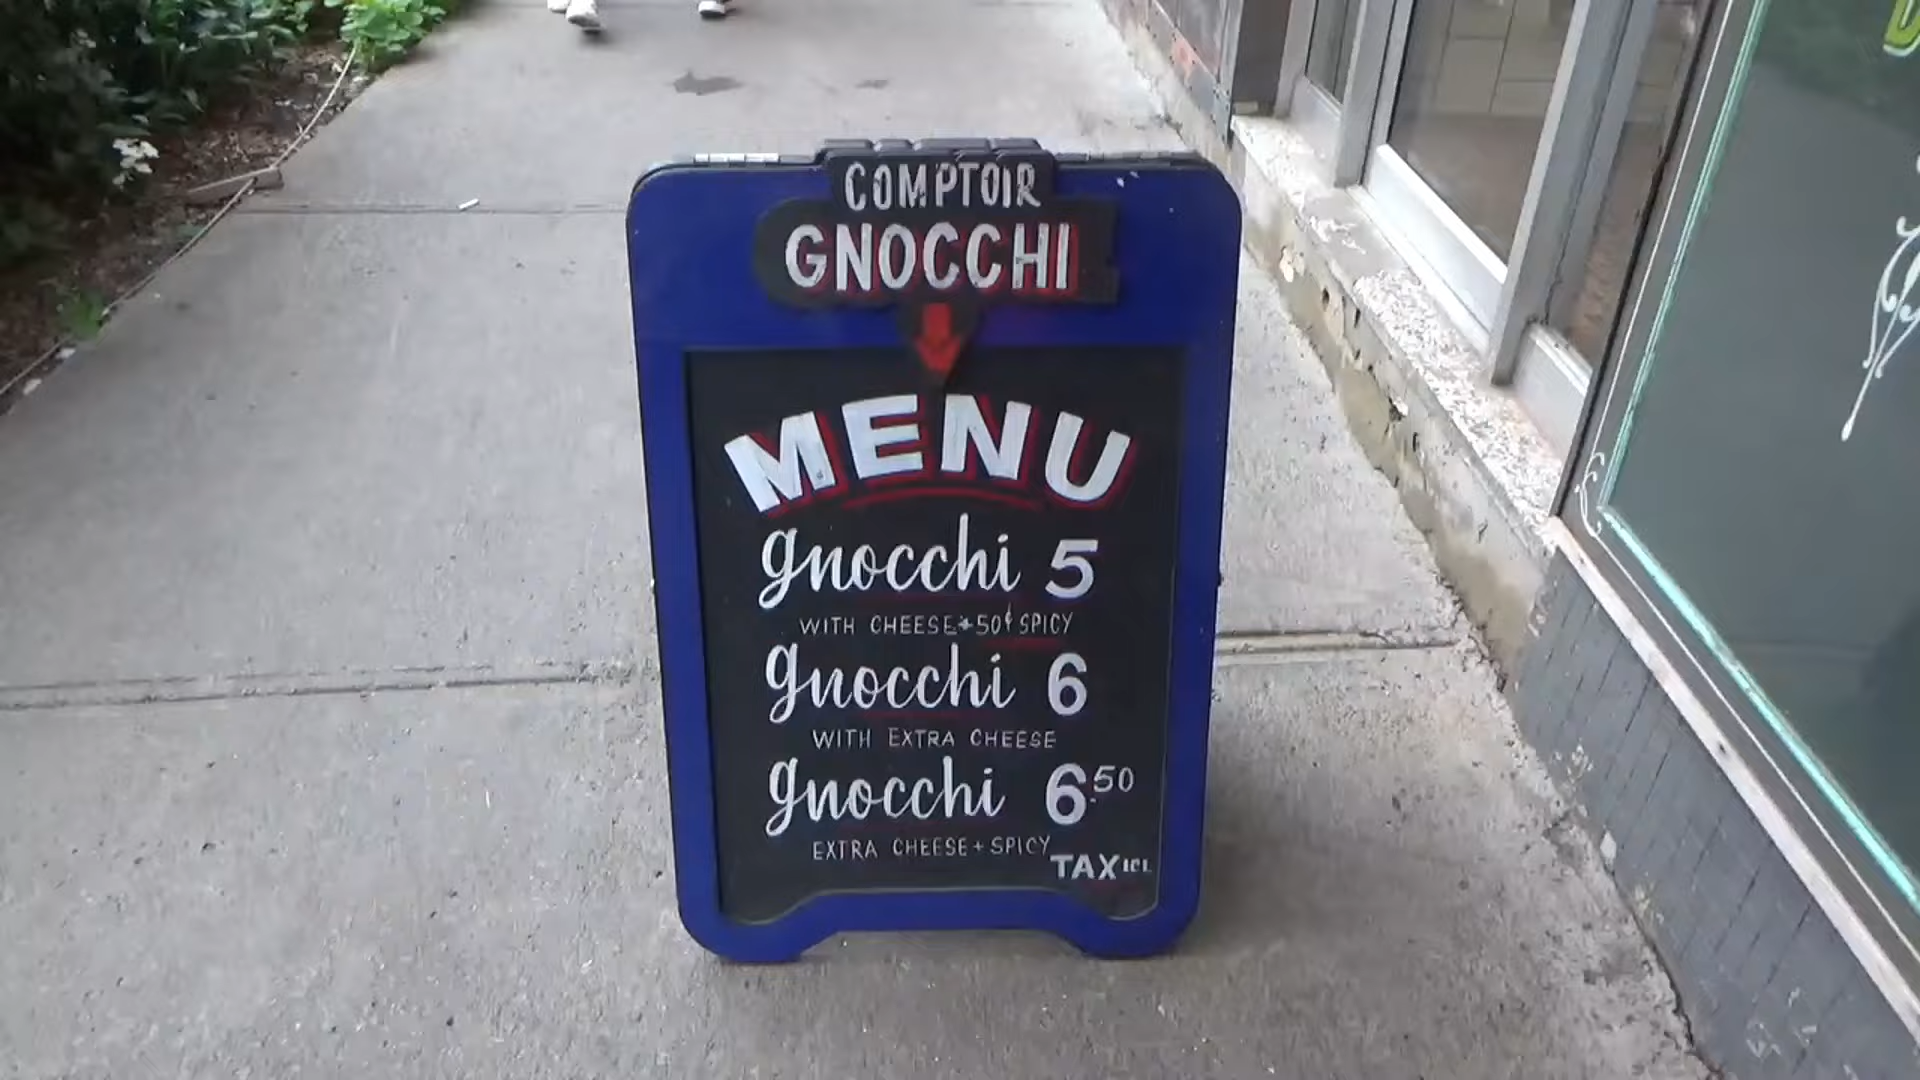 COMPTOIR
GNOCCHI
MENU
gnocchi 5
WITH CHEESE + 50¢ SPICY
gnocchi 6
WITH EXTRA CHEESE
gnocchi 6.50
EXTRA CHEESE + SPICY
TAX ICL